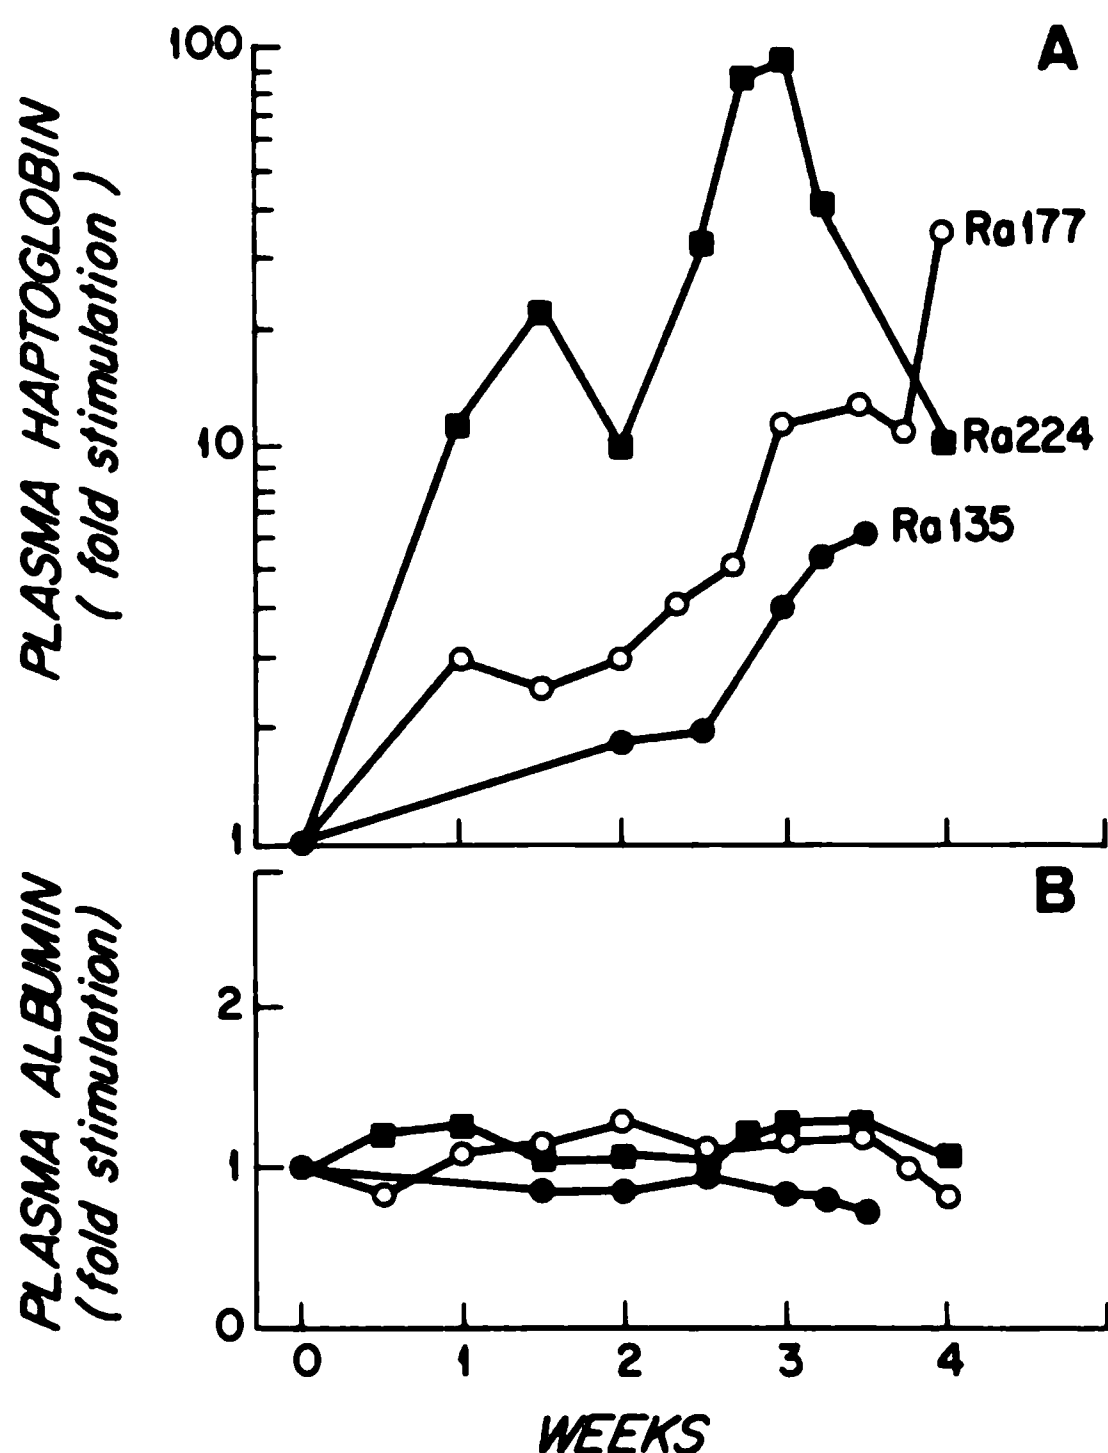 A
PLASMA HAPTOGLOBIN
( fold stimulation )
100
10
1
Ra177
Ra224
Ra135
B
PLASMA ALBUMIN
(fold stimulation)
2
1
0
0 1 2 3 4
WEEKS